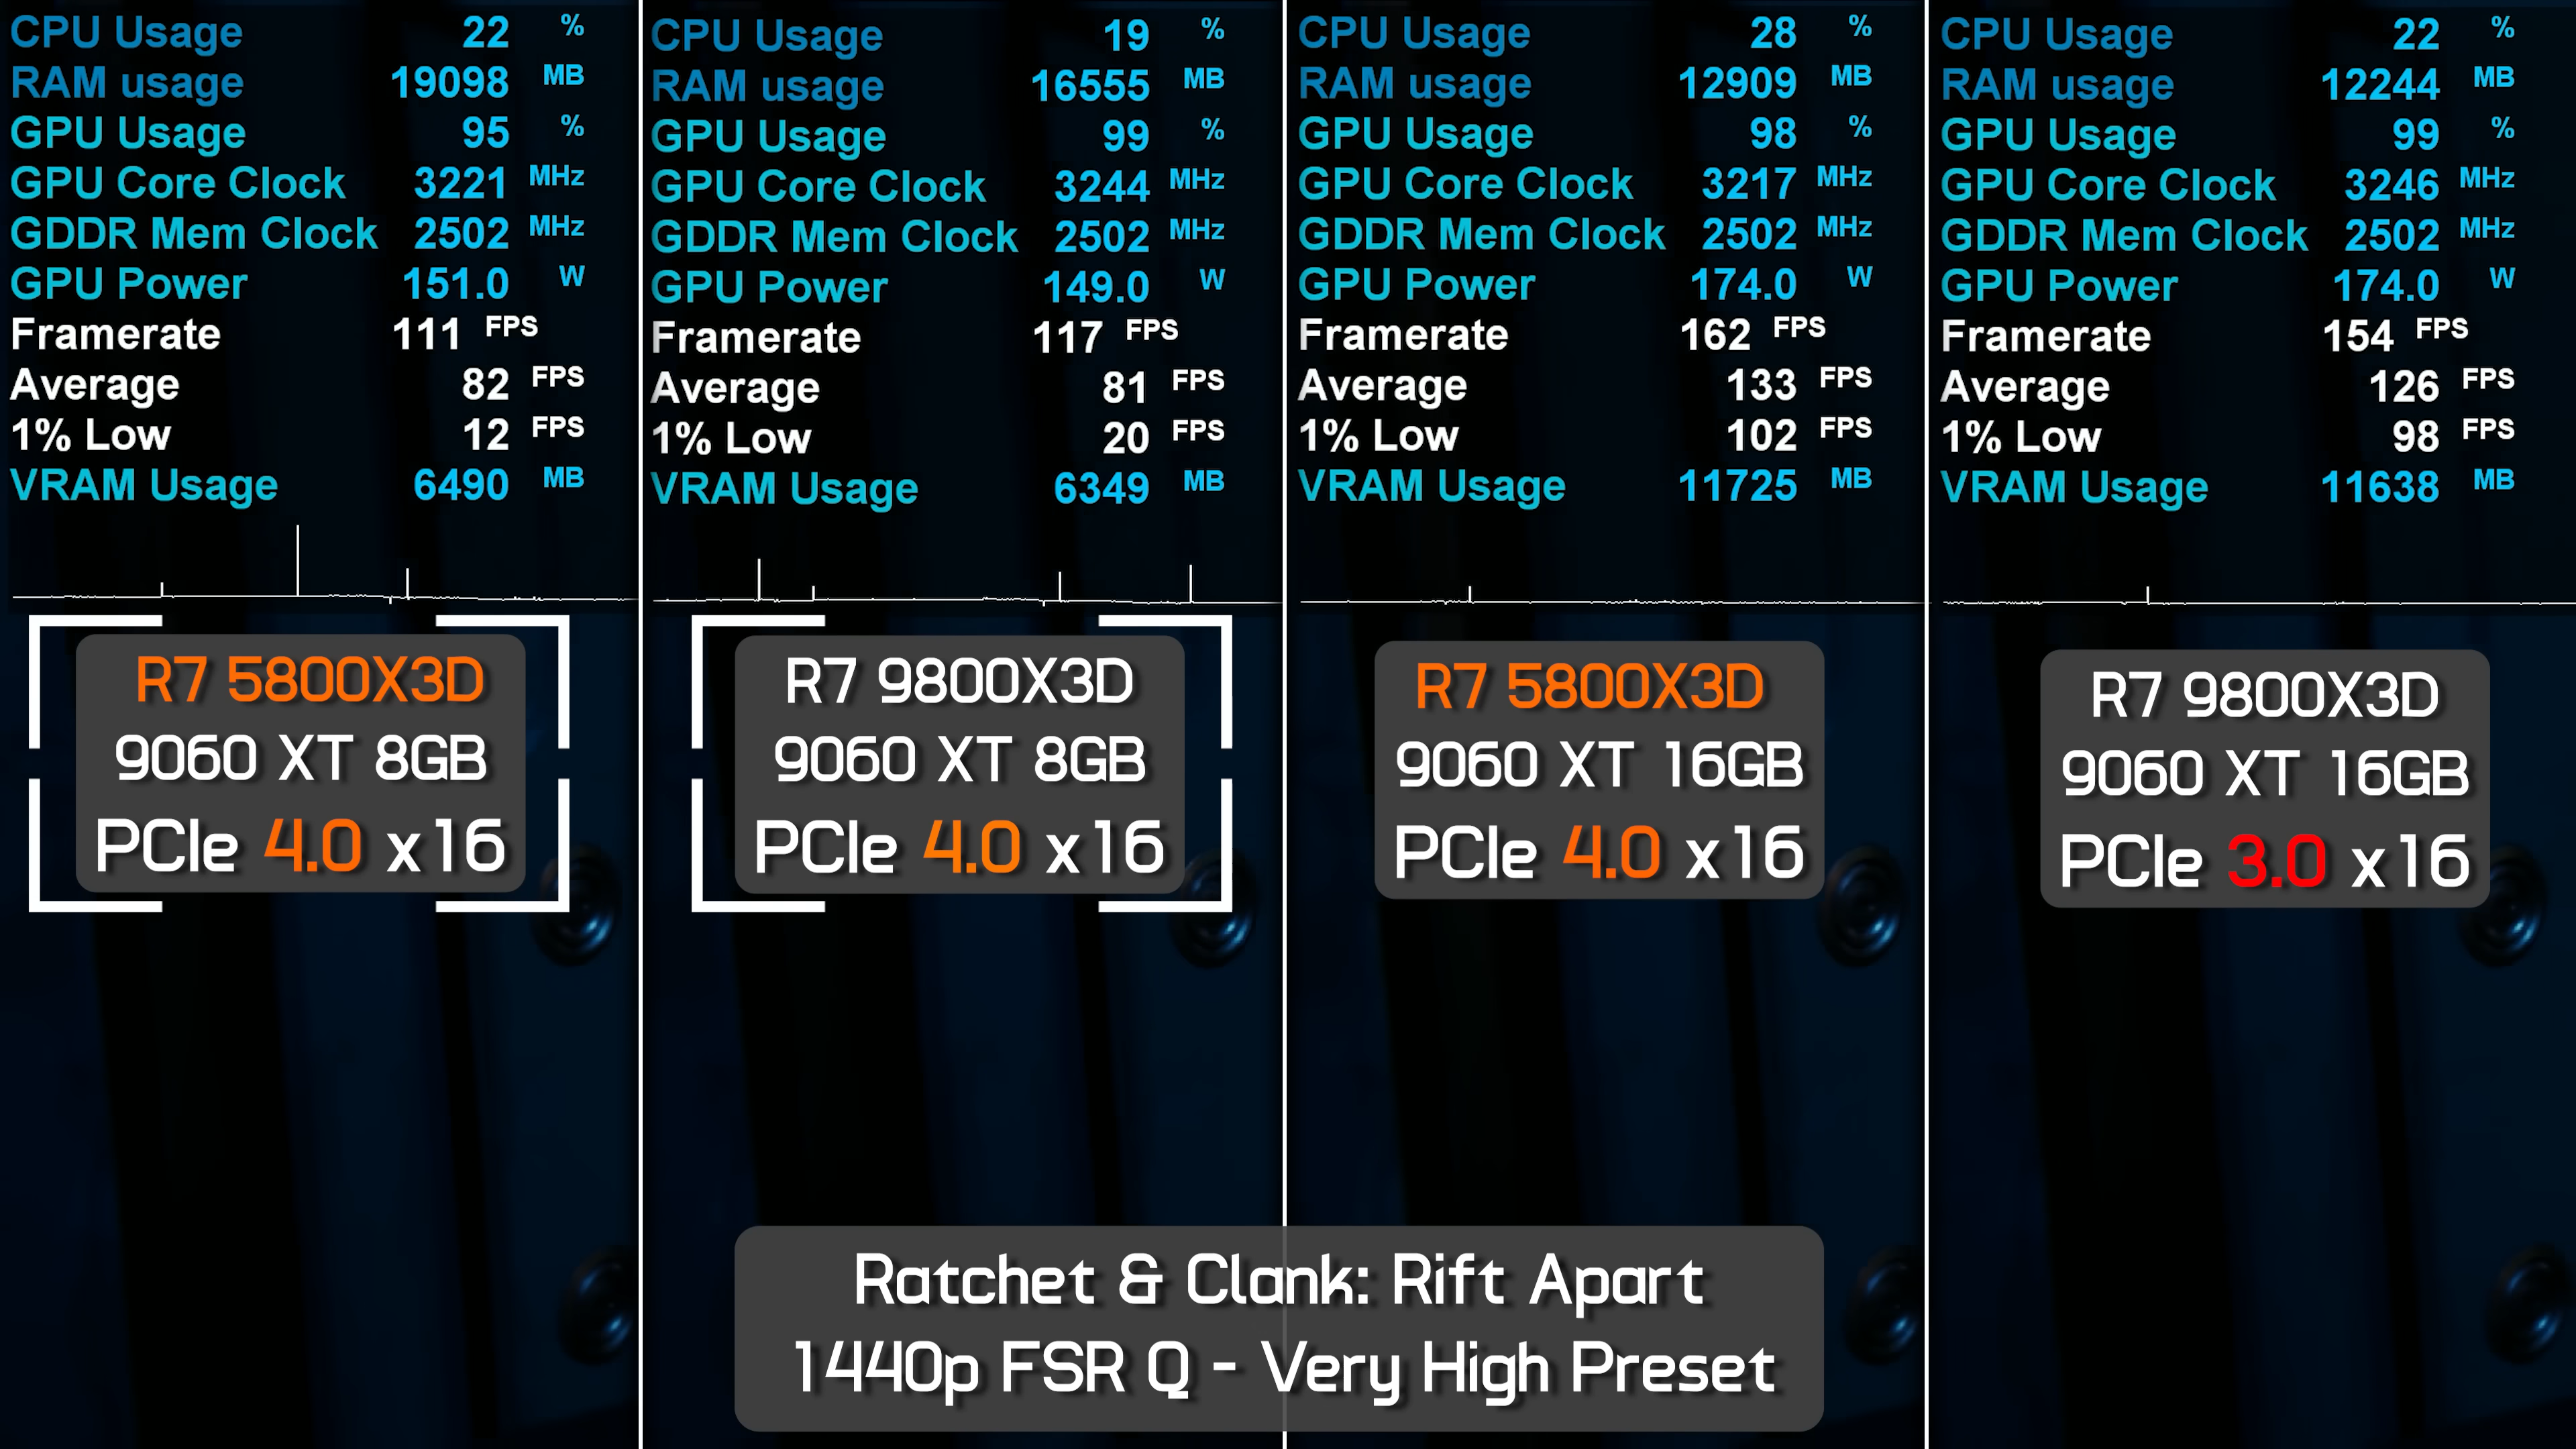 CPU Usage 22 %
RAM usage 19098 MB
GPU Usage 95 %
GPU Core Clock 3221 MHz
GDDR Mem Clock 2502 MHz
GPU Power 151.0 W
Framerate 111 FPS
Average 82 FPS
1% Low 12 FPS
VRAM Usage 6490 MB
R7 5800X3D
9060 XT 8GB
PCIe 4.0 x16
CPU Usage 19 %
RAM usage 16555 MB
GPU Usage 99 %
GPU Core Clock 3244 MHz
GDDR Mem Clock 2502 MHz
GPU Power 149.0 W
Framerate 117 FPS
Average 81 FPS
1% Low 20 FPS
VRAM Usage 6349 MB
R7 9800X3D
9060 XT 8GB
PCIe 4.0 x16
CPU Usage 28 %
RAM usage 12909 MB
GPU Usage 98 %
GPU Core Clock 3217 MHz
GDDR Mem Clock 2502 MHz
GPU Power 174.0 W
Framerate 162 FPS
Average 133 FPS
1% Low 102 FPS
VRAM Usage 11725 MB
R7 5800X3D
9060 XT 16GB
PCIe 4.0 x16
CPU Usage 22 %
RAM usage 12244 MB
GPU Usage 99 %
GPU Core Clock 3246 MHz
GDDR Mem Clock 2502 MHz
GPU Power 174.0 W
Framerate 154 FPS
Average 126 FPS
1% Low 98 FPS
VRAM Usage 11638 MB
R7 9800X3D
9060 XT 16GB
PCIe 3.0 x16
Ratchet & Clank: Rift Apart
1440p FSR Q - Very High Preset